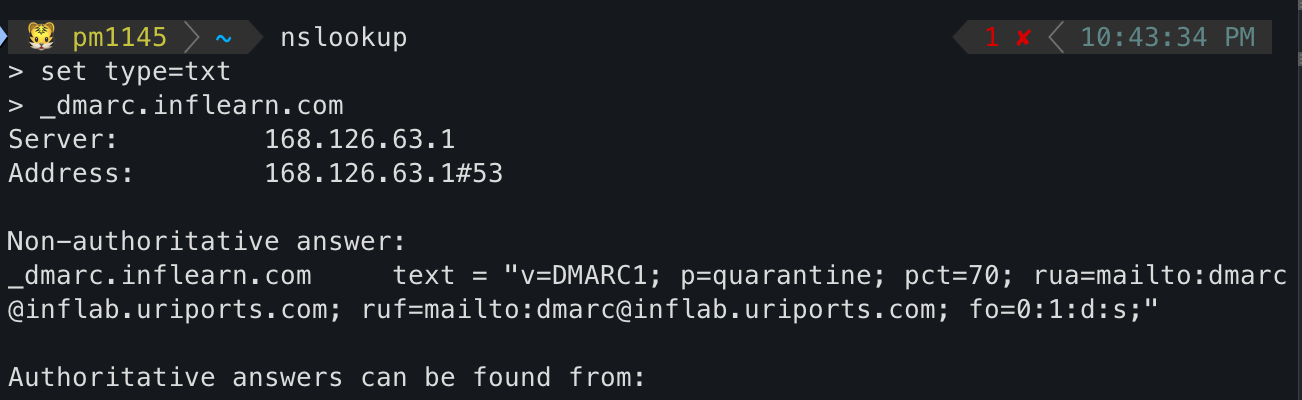 pm1145 ~ nslookup 1 ✘ 10:43:34 PM
> set type=txt
> _dmarc.inflearn.com
Server: 168.126.63.1
Address: 168.126.63.1#53
Non-authoritative answer:
_dmarc.inflearn.com text = "v=DMARC1; p=quarantine; pct=70; rua=mailto:dmarc
@inflab.uriports.com; ruf=mailto:dmarc@inflab.uriports.com; fo=0:1:d:s;"
Authoritative answers can be found from: